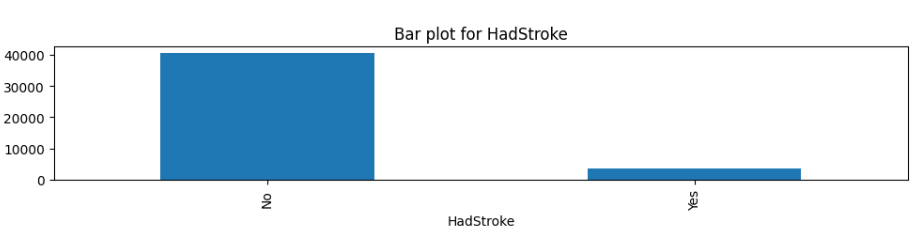 Bar plot for HadStroke
40000
30000
20000
10000
0
No
Yes
HadStroke